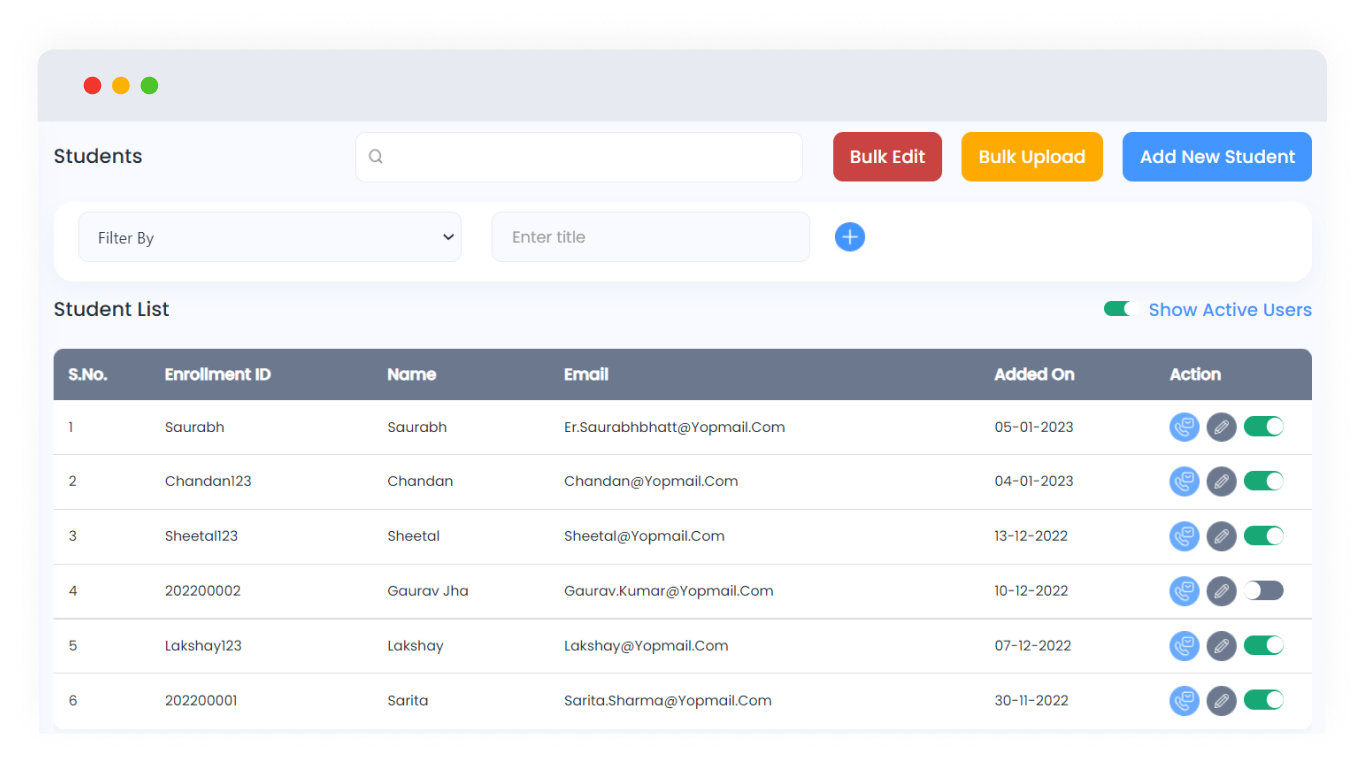 Students
Bulk Edit Bulk Upload Add New Student
Filter By Enter title
Student List Show Active Users
S.No. Enrollment ID Name Email Added On Action
1 Saurabh Saurabh Er.Saurabhbhatt@Yopmail.Com 05-01-2023
2 Chandan123 Chandan Chandan@Yopmail.Com 04-01-2023
3 Sheetal123 Sheetal Sheetal@Yopmail.Com 13-12-2022
4 202200002 Gaurav Jha Gaurav.Kumar@Yopmail.Com 10-12-2022
5 Lakshay123 Lakshay Lakshay@Yopmail.Com 07-12-2022
6 202200001 Sarita Sarita.Sharma@Yopmail.Com 30-11-2022